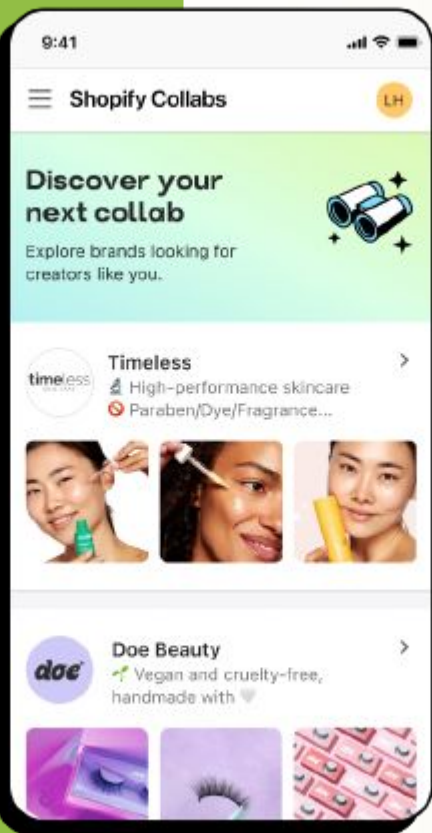 9:41
Shopify Collabs
LH
Discover your
next collab
Explore brands looking for
creators like you.
timeless
Timeless
🔬 High-performance skincare
🚫 Paraben/Dye/Fragrance...
doe
Doe Beauty
🌱 Vegan and cruelty-free,
handmade with 🤍